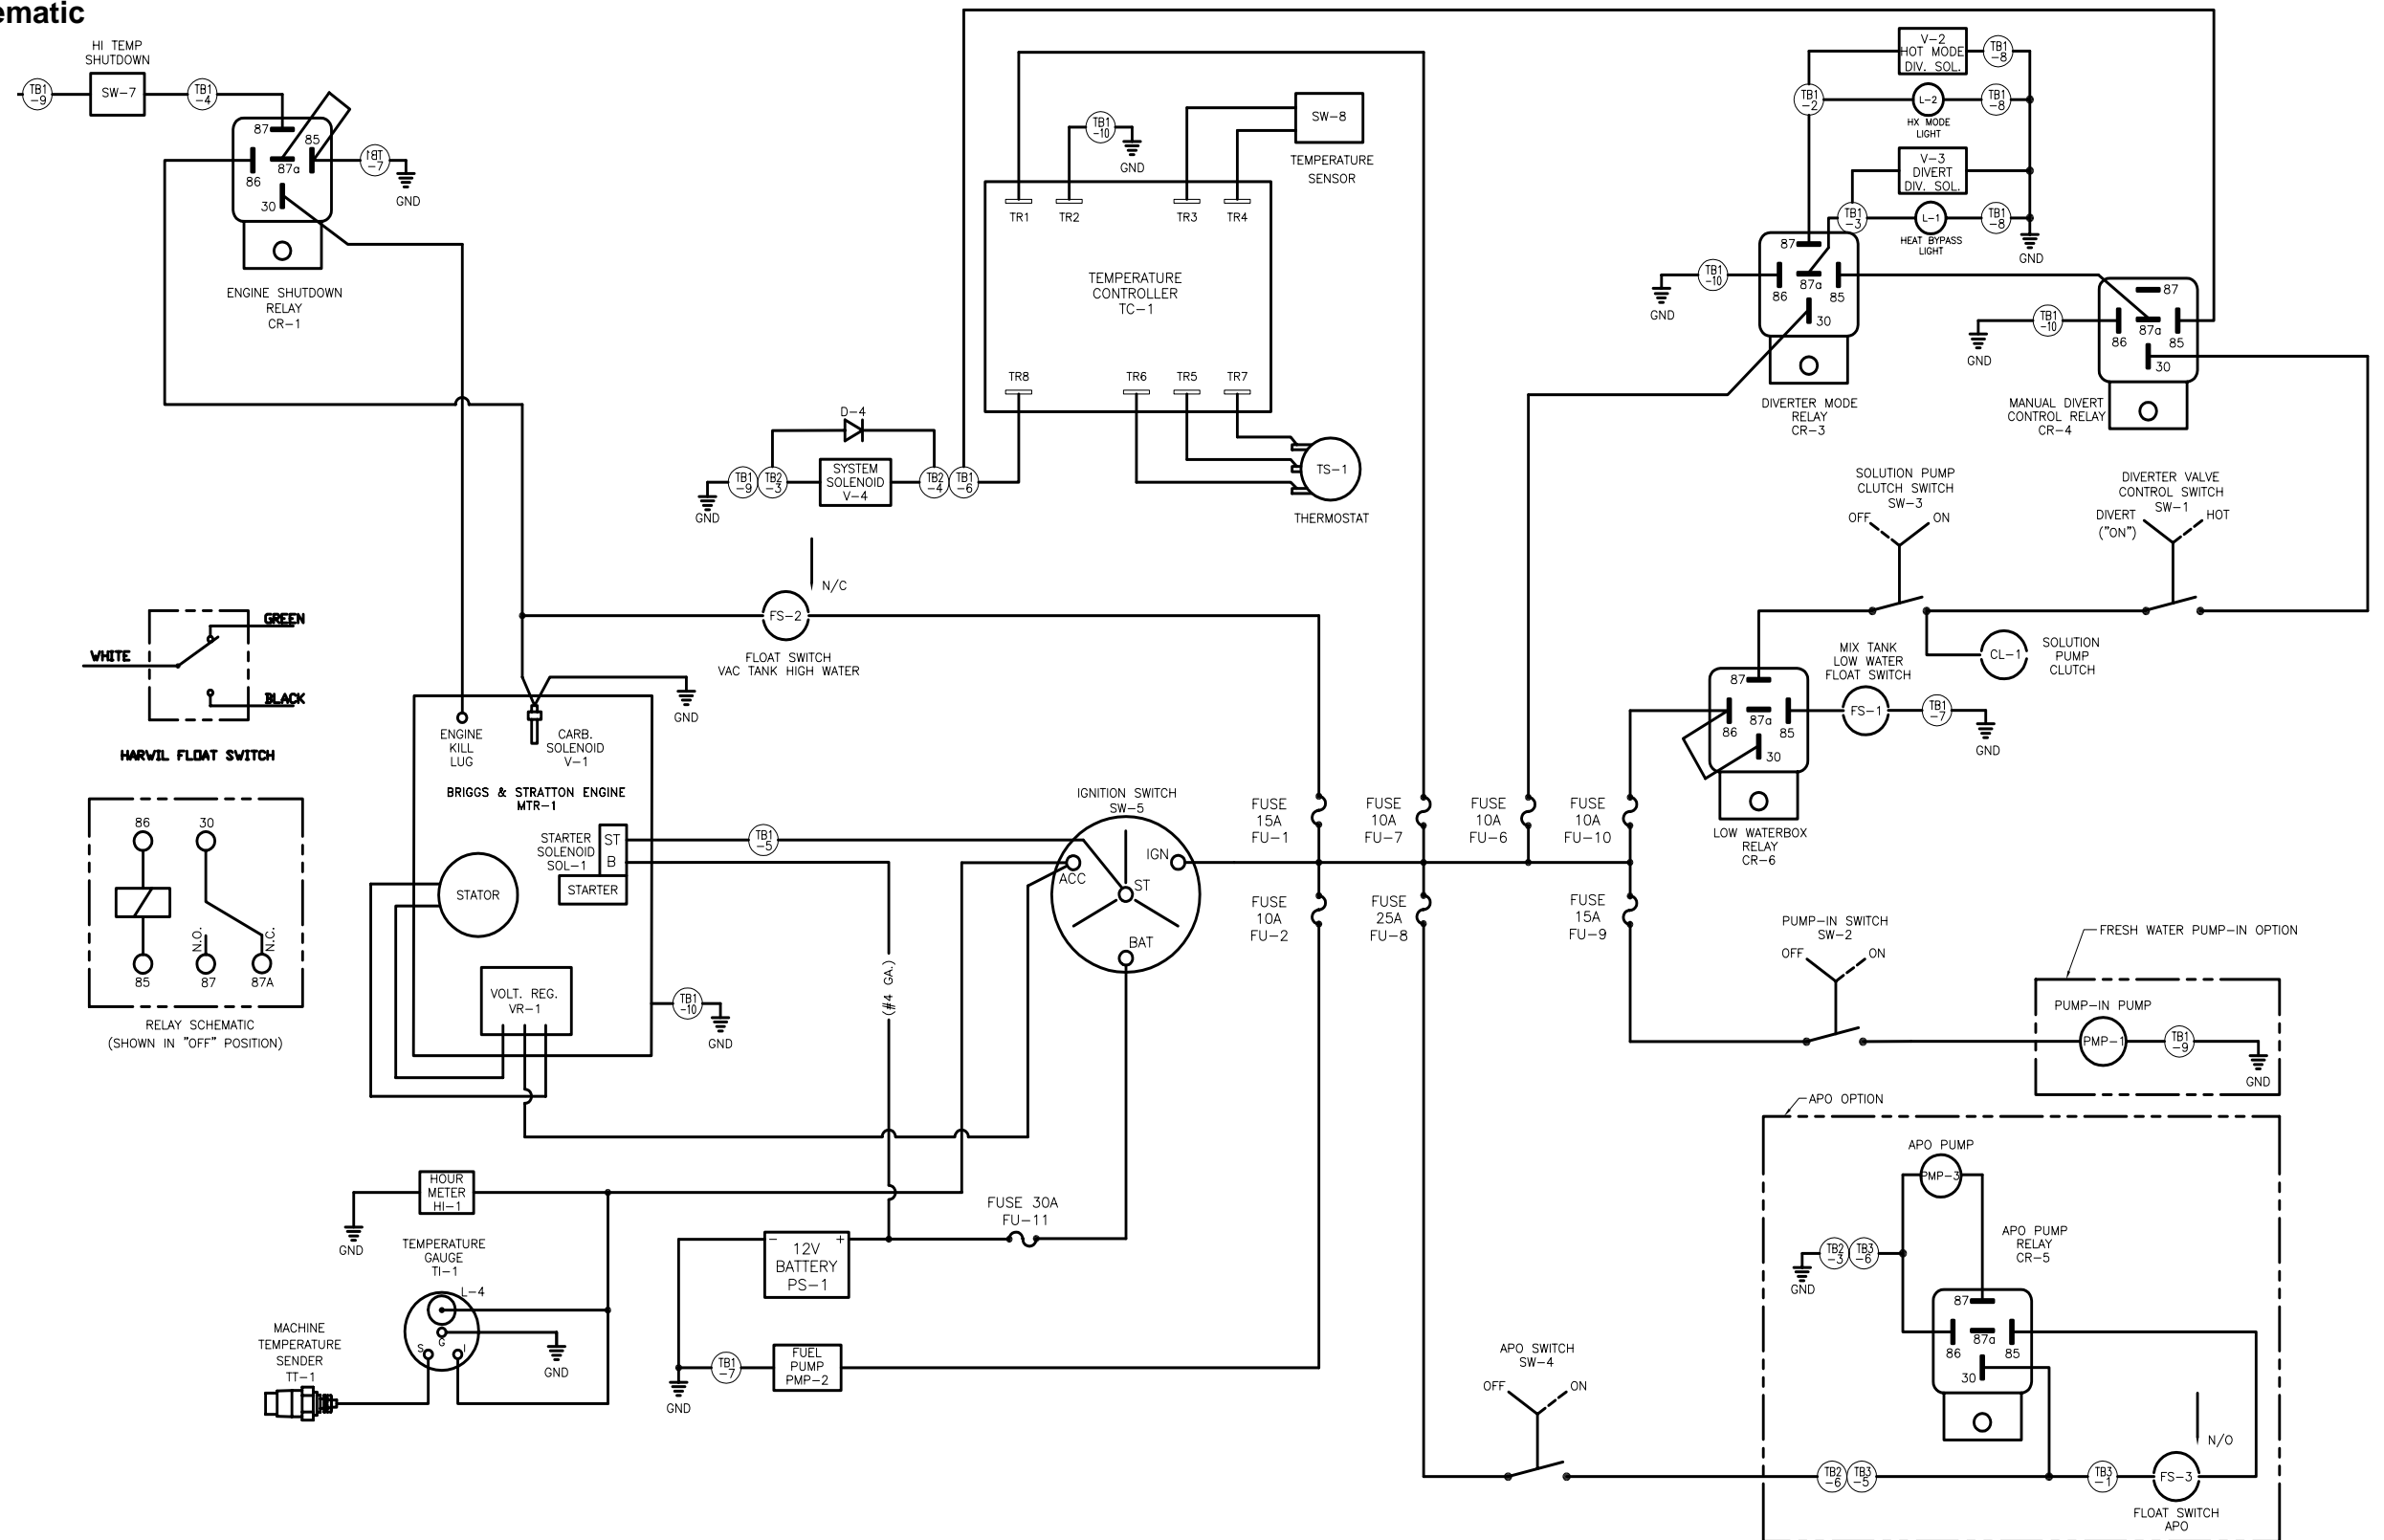 ematic
HI TEMP
SHUTDOWN
TB1
-9
SW-7
TB1
-4
87
85
87a
86
30
TB1
-7
GND
ENGINE SHUTDOWN
RELAY
CR-1
TB1
-10
GND
SW-8
TEMPERATURE
SENSOR
TR1
TR2
TR3
TR4
TEMPERATURE
CONTROLLER
TC-1
TR8
TR6
TR5
TR7
TS-1
THERMOSTAT
D-4
TB1
-9
TB2
-3
SYSTEM
SOLENOID
V-4
TB2
-4
TB1
-6
GND
V-2
HOT MODE
DIV. SOL.
TB1
-8
TB1
-2
L-2
TB1
-8
HX MODE
LIGHT
V-3
DIVERT
DIV. SOL.
TB1
-3
L-1
TB1
-8
HEAT BYPASS
LIGHT
GND
TB1
-10
GND
87
86
87a
85
30
DIVERTER MODE
RELAY
CR-3
TB1
-10
GND
87
86
87a
85
30
MANUAL DIVERT
CONTROL RELAY
CR-4
SOLUTION PUMP
CLUTCH SWITCH
SW-3
OFF
ON
DIVERTER VALVE
CONTROL SWITCH
SW-1
DIVERT
("ON")
HOT
N/C
FS-2
FLOAT SWITCH
VAC TANK HIGH WATER
GREEN
WHITE
BLACK
HARWIL FLOAT SWITCH
MIX TANK
LOW WATER
FLOAT SWITCH
CL-1
SOLUTION
PUMP
CLUTCH
87
86
87a
85
30
FS-1
TB1
-7
GND
LOW WATERBOX
RELAY
CR-6
GND
ENGINE
KILL
LUG
CARB.
SOLENOID
V-1
BRIGGS & STRATTON ENGINE
MTR-1
STARTER
SOLENOID
SOL-1
ST
B
STARTER
STATOR
TB1
-5
VOLT. REG.
VR-1
TB1
-10
GND
(#4 GA.)
IGNITION SWITCH
SW-5
ACC
IGN
ST
BAT
FUSE
15A
FU-1
FUSE
10A
FU-7
FUSE
10A
FU-6
FUSE
10A
FU-10
FUSE
10A
FU-2
FUSE
25A
FU-8
FUSE
15A
FU-9
86
30
N.O.
N.C.
85
87
87A
RELAY SCHEMATIC
(SHOWN IN "OFF" POSITION)
PUMP-IN SWITCH
SW-2
OFF
ON
FRESH WATER PUMP-IN OPTION
PUMP-IN PUMP
PMP-1
TB1
-9
GND
APO OPTION
APO PUMP
PMP-3
APO PUMP
RELAY
CR-5
TB2
-3
TB3
-6
GND
87
86
87a
85
30
HOUR
METER
HI-1
GND
TEMPERATURE
GAUGE
TI-1
L-4
S
G
I
GND
MACHINE
TEMPERATURE
SENDER
TT-1
FUSE 30A
FU-11
-
+
12V
BATTERY
PS-1
TB1
-7
FUEL
PUMP
PMP-2
GND
APO SWITCH
SW-4
OFF
ON
TB2
-6
TB3
-5
TB3
-1
FS-3
N/O
FLOAT SWITCH
APO